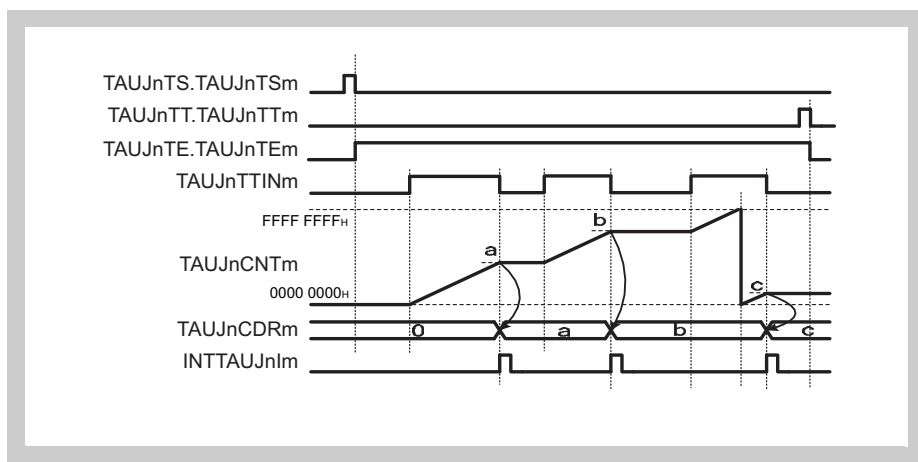 TAUJnTS.TAUJnTSm
TAUJnTT.TAUJnTTm
TAUJnTE.TAUJnTEm
TAUJnTTINm
FFFF FFFFH
b
a
TAUJnCNTm
c
0000 0000H
TAUJnCDRm 0 a b c
INTTAUJnIm